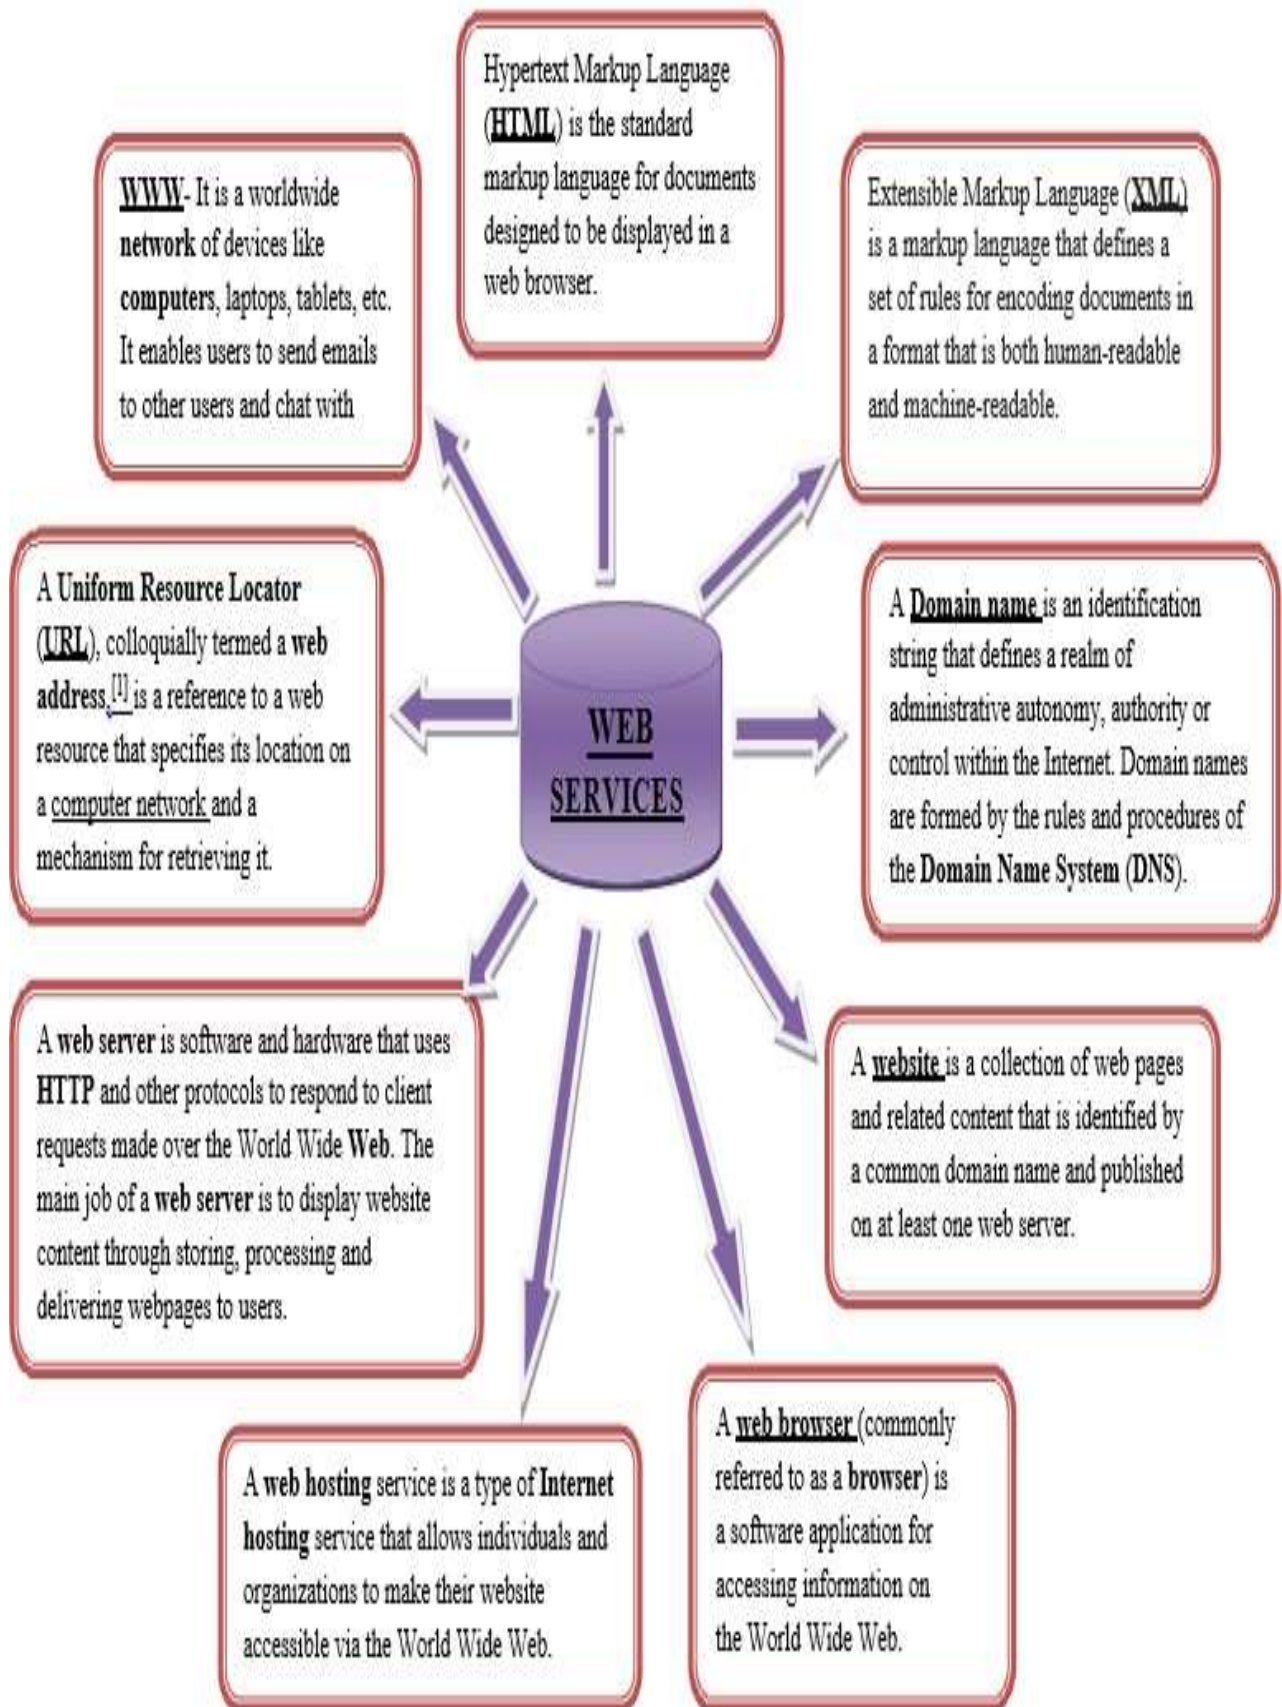 Hypertext Markup Language
(HTML) is the standard
markup language for documents
designed to be displayed in a
web browser.
WWW- It is a worldwide
network of devices like
computers, laptops, tablets, etc.
It enables users to send emails
to other users and chat with
Extensible Markup Language (XML)
is a markup language that defines a
set of rules for encoding documents in
a format that is both human-readable
and machine-readable.
A Uniform Resource Locator
(URL), colloquially termed a web
address,[1] is a reference to a web
resource that specifies its location on
a computer network and a
mechanism for retrieving it.
WEB
SERVICES
A Domain name is an identification
string that defines a realm of
administrative autonomy, authority or
control within the Internet. Domain names
are formed by the rules and procedures of
the Domain Name System (DNS).
A web server is software and hardware that uses
HTTP and other protocols to respond to client
requests made over the World Wide Web. The
main job of a web server is to display website
content through storing, processing and
delivering webpages to users.
A website is a collection of web pages
and related content that is identified by
a common domain name and published
on at least one web server.
A web hosting service is a type of Internet
hosting service that allows individuals and
organizations to make their website
accessible via the World Wide Web.
A web browser (commonly
referred to as a browser) is
a software application for
accessing information on
the World Wide Web.